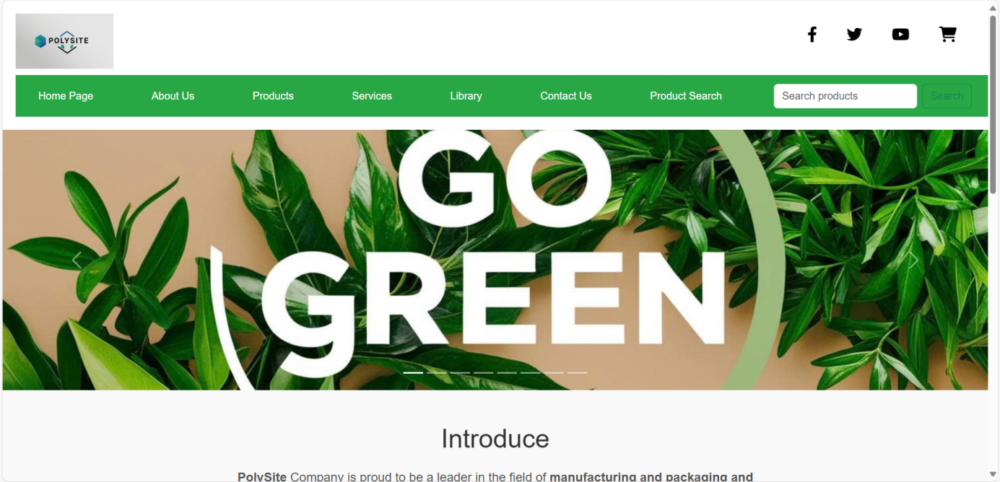 POLYSITE
Home Page About Us Products Services Library Contact Us Product Search Search products Search
GO
GREEN
Introduce
PolySite Company is proud to be a leader in the field of manufacturing and packaging and